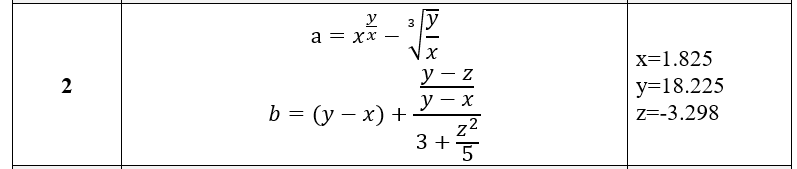 2
a = x^(y/x) − ∛(y/x)
b = (y − x) + ((y − z)/(y − x))/(3 + z²/5)
x=1.825
y=18.225
z=-3.298